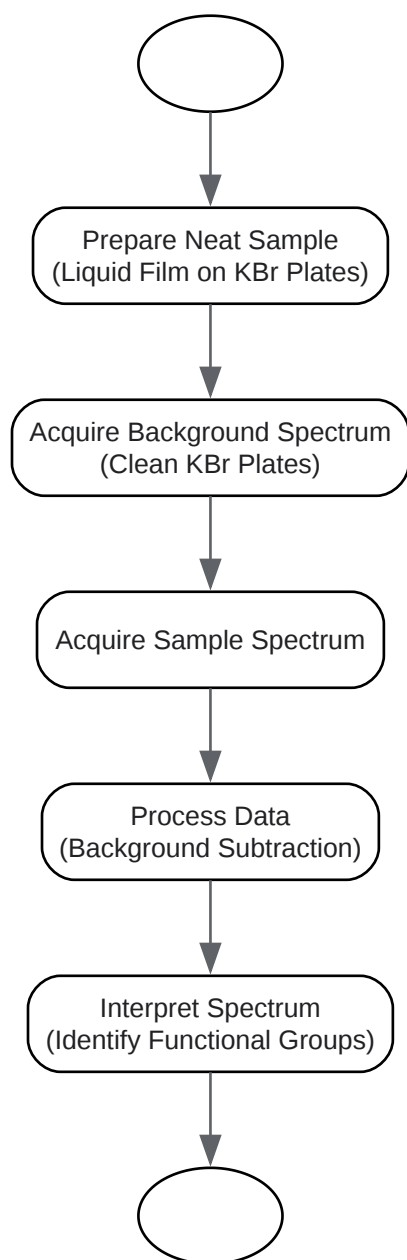 Prepare Neat Sample
(Liquid Film on KBr Plates)
Acquire Background Spectrum
(Clean KBr Plates)
Acquire Sample Spectrum
Process Data
(Background Subtraction)
Interpret Spectrum
(Identify Functional Groups)